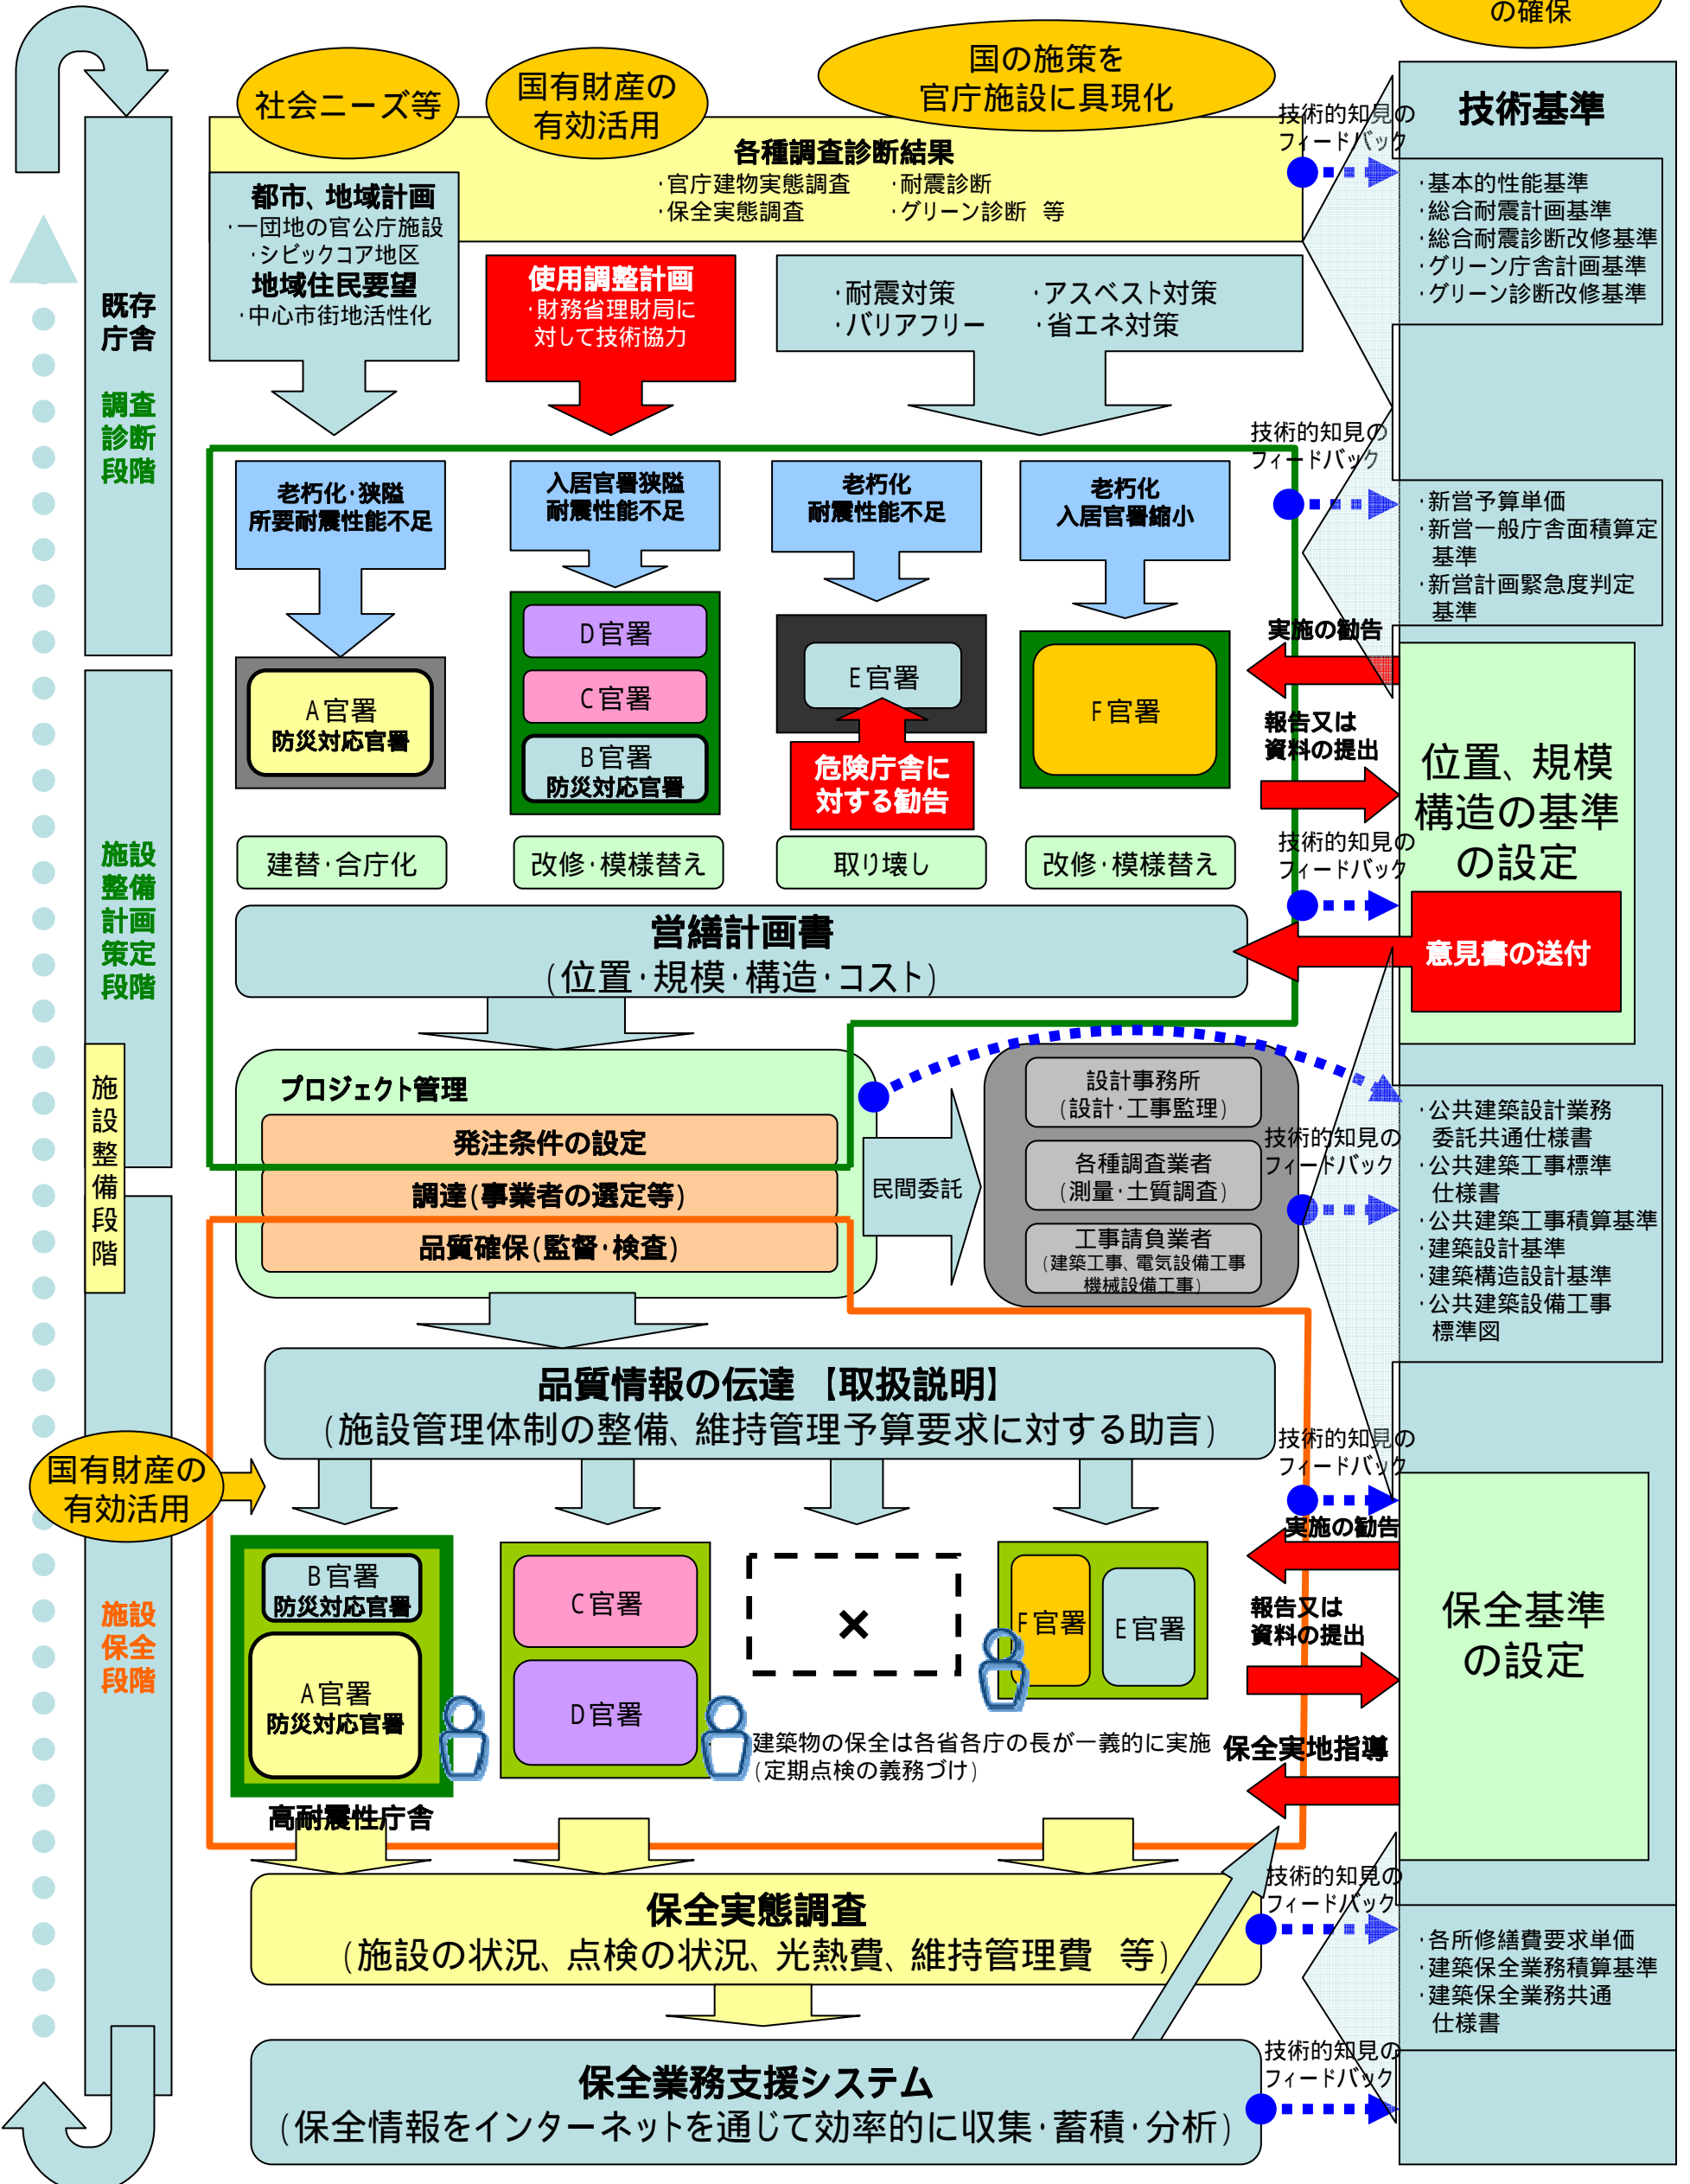 の確保
社会ニーズ等
国有財産の
有効活用
国の施策を
官庁施設に具現化
各種調査診断結果
･官庁建物実態調査　･耐震診断
･保全実態調査　･グリーン診断　等
都市、地域計画
･一団地の官公庁施設
･シビックコア地区
地域住民要望
･中心市街地活性化
使用調整計画
･財務省理財局に
対して技術協力
･耐震対策　･アスベスト対策
･バリアフリー　･省エネ対策
技術的知見の
フィードバック
技術基準
･基本的性能基準
･総合耐震計画基準
･総合耐震診断改修基準
･グリーン庁舎計画基準
･グリーン診断改修基準
既存
庁舎
調査
診断
段階
老朽化･狭隘
所要耐震性能不足
入居官署狭隘
耐震性能不足
老朽化
耐震性能不足
老朽化
入居官署縮小
技術的知見の
フィードバック
･新営予算単価
･新営一般庁舎面積算定
基準
･新営計画緊急度判定
基準
A官署
防災対応官署
D官署
C官署
B官署
防災対応官署
E官署
危険庁舎に
対する勧告
F官署
実施の勧告
報告又は
資料の提出
位置、規模
構造の基準
の設定
技術的知見の
フィードバック
意見書の送付
施設
整備
計画
策定
段階
建替･合庁化
改修･模様替え
取り壊し
改修･模様替え
営繕計画書
(位置･規模･構造･コスト)
施
設
整
備
段
階
プロジェクト管理
発注条件の設定
調達(事業者の選定等)
品質確保(監督･検査)
民間委託
設計事務所
(設計･工事監理)
各種調査業者
(測量･土質調査)
工事請負業者
(建築工事、電気設備工事
機械設備工事)
技術的知見の
フィードバック
･公共建築設計業務
委託共通仕様書
･公共建築工事標準
仕様書
･公共建築工事積算基準
･建築設計基準
･建築構造設計基準
･公共建築設備工事
標準図
品質情報の伝達 【取扱説明】
(施設管理体制の整備、維持管理予算要求に対する助言)
国有財産の
有効活用
技術的知見の
フィードバック
実施の勧告
報告又は
資料の提出
保全実地指導
保全基準
の設定
施設
保全
段階
B官署
防災対応官署
A官署
防災対応官署
高耐震性庁舎
C官署
D官署
×
F官署
E官署
建築物の保全は各省各庁の長が一義的に実施
(定期点検の義務づけ)
保全実態調査
(施設の状況、点検の状況、光熱費、維持管理費　等)
技術的知見の
フィードバック
･各所修繕費要求単価
･建築保全業務積算基準
･建築保全業務共通
仕様書
保全業務支援システム
(保全情報をインターネットを通じて効率的に収集･蓄積･分析)
技術的知見の
フィードバック